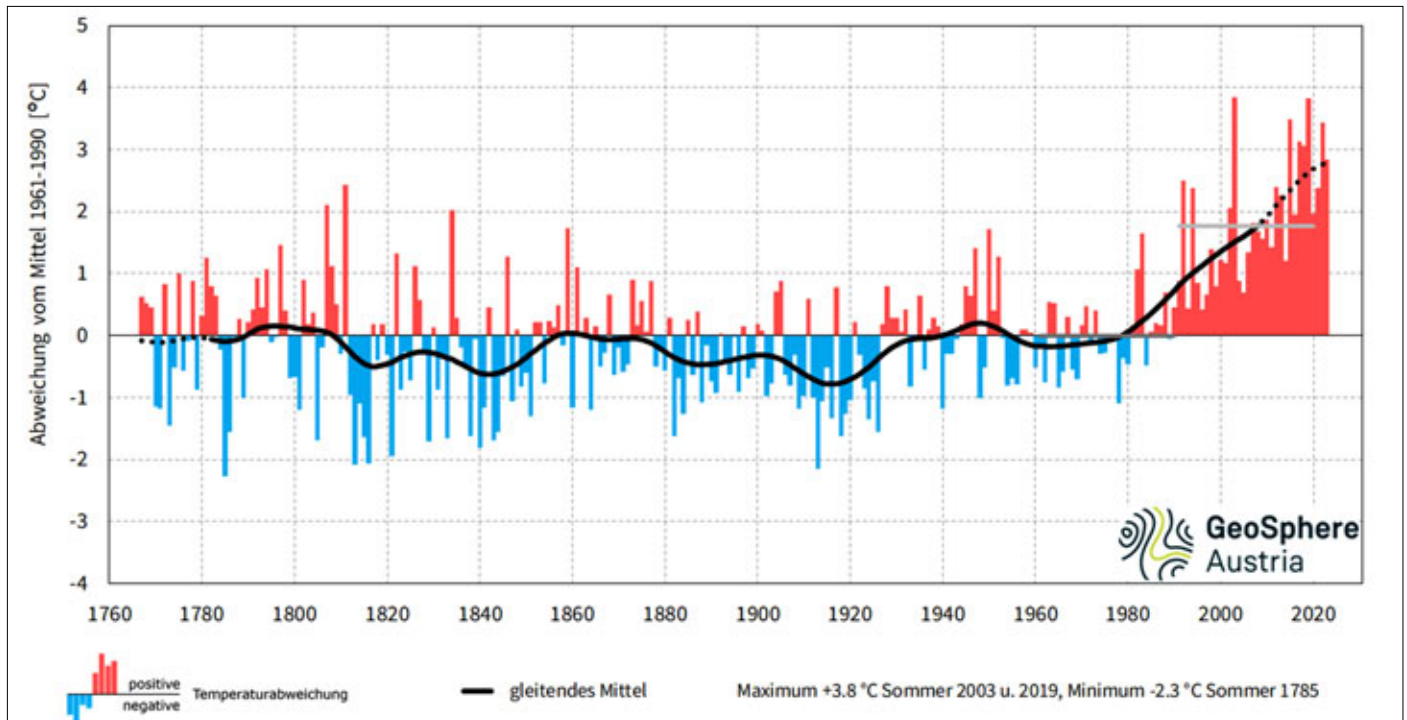 Abweichung vom Mittel 1961-1990 [°C]
5
4
3
2
1
0
-1
-2
-3
-4
1760 1780 1800 1820 1840 1860 1880 1900 1920 1940 1960 1980 2000 2020
GeoSphere
Austria
positive
negative
Temperaturabweichung
gleitendes Mittel
Maximum +3.8 °C Sommer 2003 u. 2019, Minimum -2.3 °C Sommer 1785